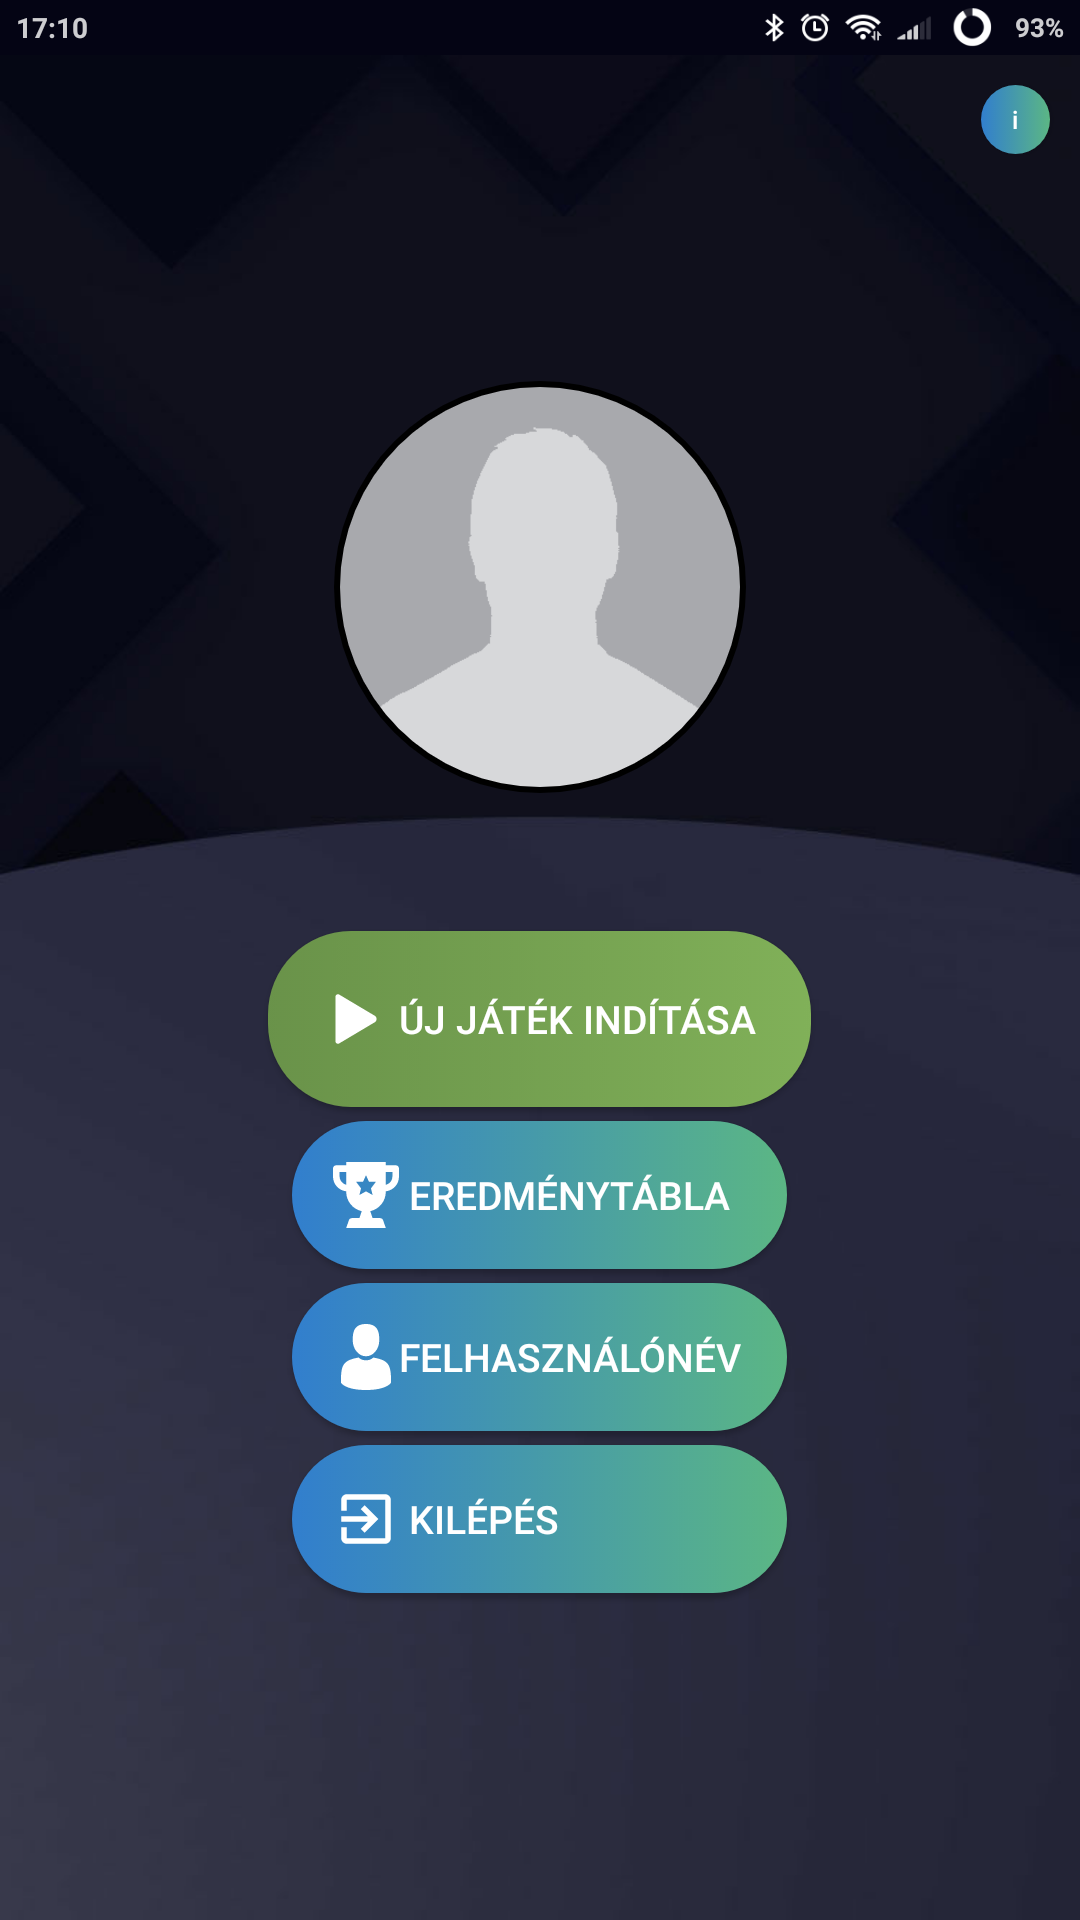 17:10
93%
i
ÚJ JÁTÉK INDÍTÁSA
EREDMÉNYTÁBLA
FELHASZNÁLÓNÉV
KILÉPÉS